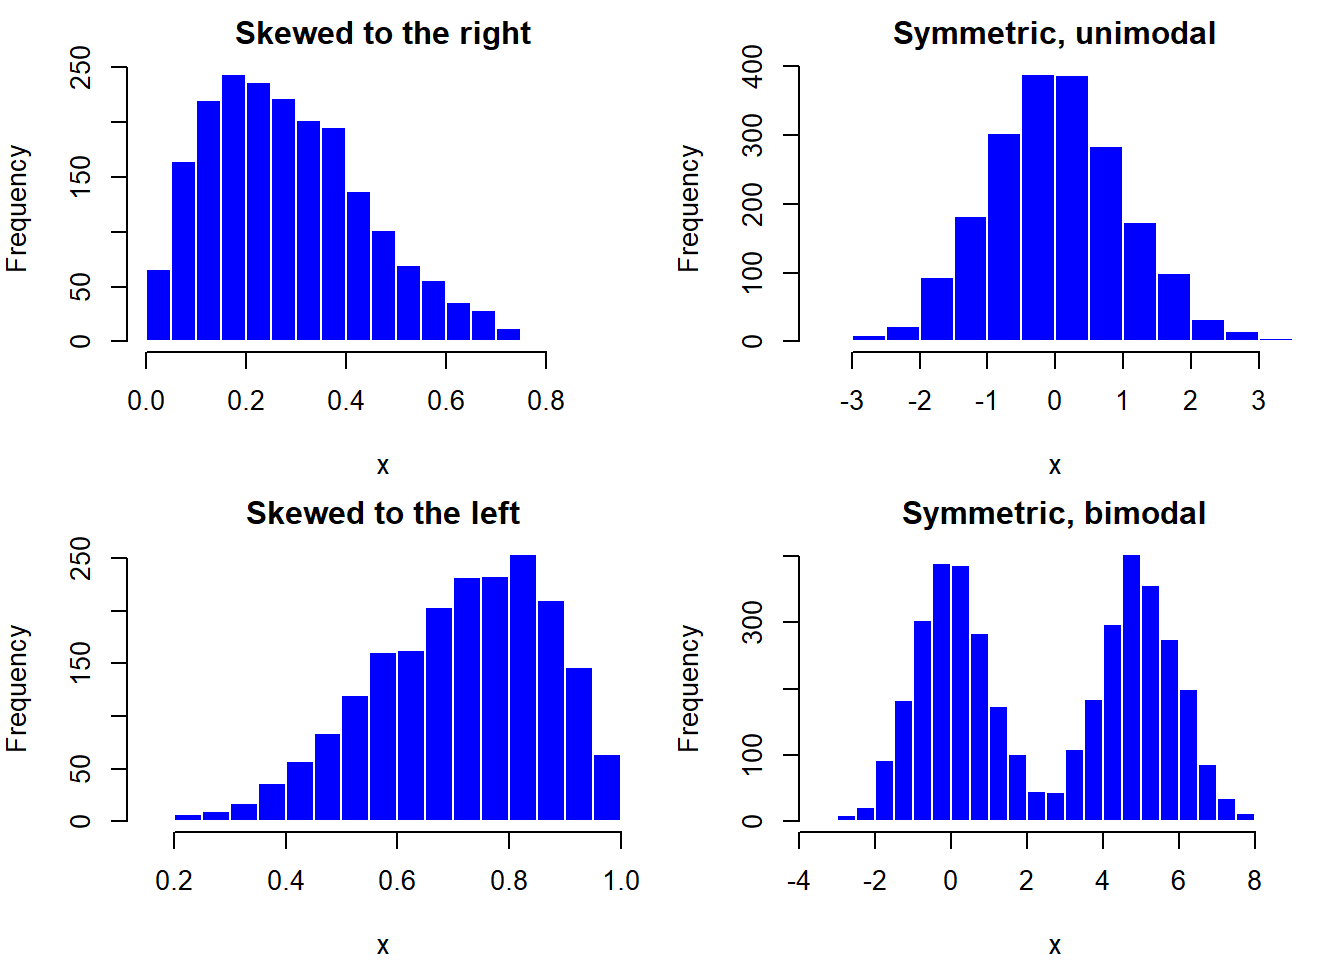 Skewed to the right
Frequency
250
150
50
0
0.0 0.2 0.4 0.6 0.8
x
Symmetric, unimodal
Frequency
400
300
200
100
0
-3 -2 -1 0 1 2 3
x
Skewed to the left
Frequency
250
150
50
0
0.2 0.4 0.6 0.8 1.0
x
Symmetric, bimodal
Frequency
300
100
0
-4 -2 0 2 4 6 8
x